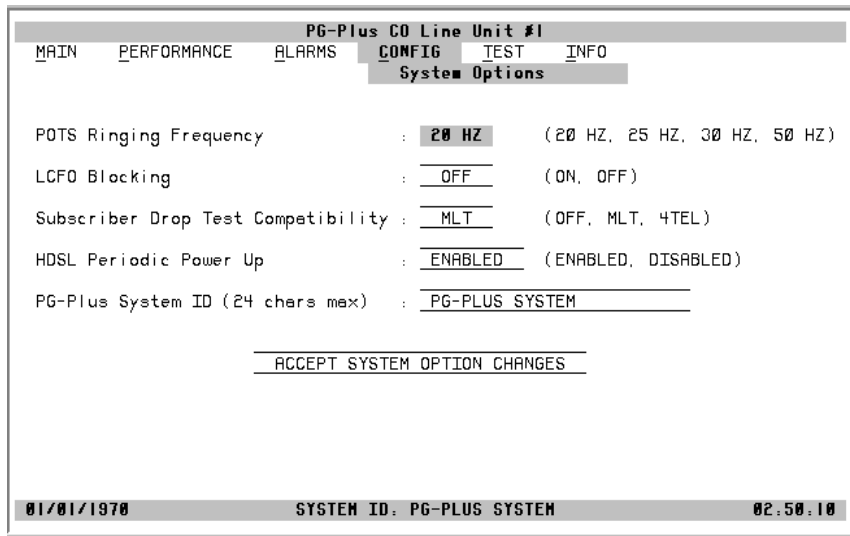 PG-Plus CO Line Unit #1
MAIN PERFORMANCE ALARMS CONFIG TEST INFO
System Options
POTS Ringing Frequency : 20 HZ (20 HZ, 25 HZ, 30 HZ, 50 HZ)
LCFO Blocking : OFF (ON, OFF)
Subscriber Drop Test Compatibility : MLT (OFF, MLT, 4TEL)
HDSL Periodic Power Up : ENABLED (ENABLED, DISABLED)
PG-Plus System ID (24 chars max) : PG-PLUS SYSTEM
ACCEPT SYSTEM OPTION CHANGES
01/01/1970 SYSTEM ID: PG-PLUS SYSTEM 02:50:10